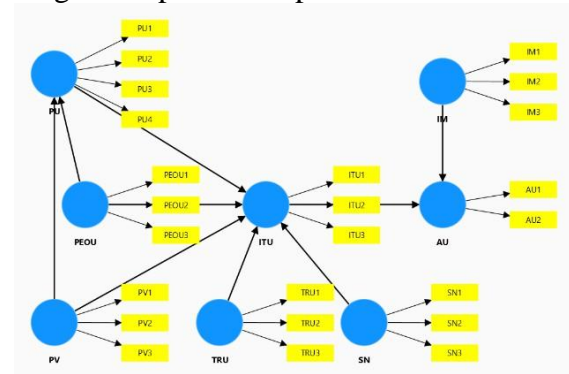 PU1
PU2
PU3
PU4
PU
IM1
IM2
IM3
IM
PEOU1
PEOU2
PEOU3
PEOU
ITU1
ITU2
ITU3
ITU
AU1
AU2
AU
PV1
PV2
PV3
PV
TRU1
TRU2
TRU3
TRU
SN1
SN2
SN3
SN